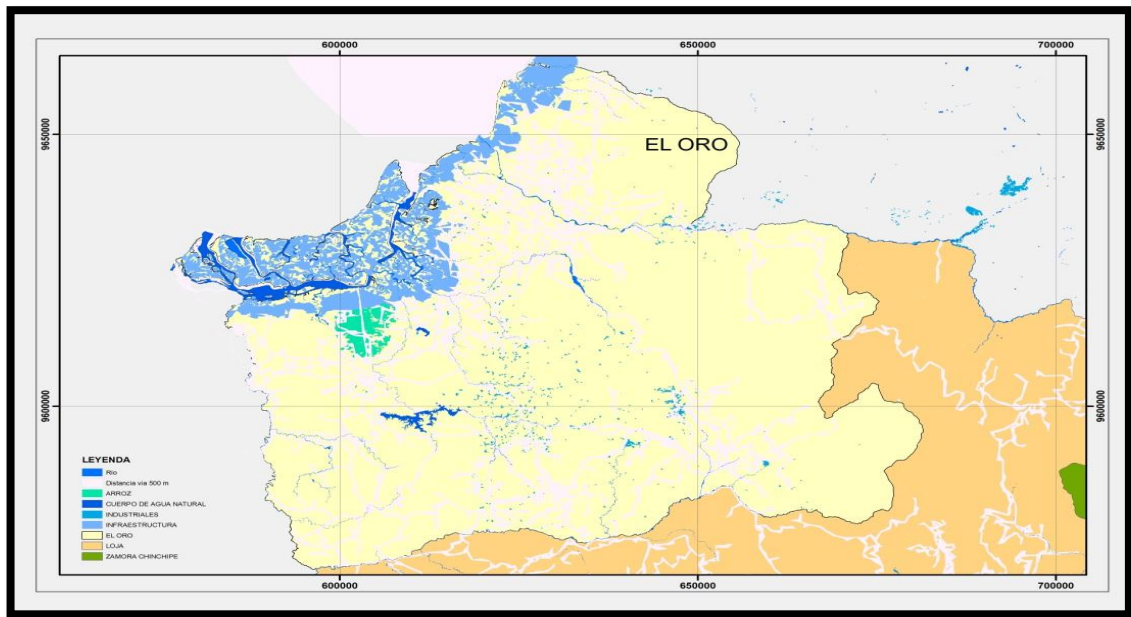 600000 650000 700000
9650000 9650000
EL ORO
9600000 9600000
LEYENDA
Rio
Distancia via 500 m
ARROZ
CUERPO DE AGUA NATURAL
INDUSTRIALES
INFRAESTRUCTURA
EL ORO
LOJA
ZAMORA CHINCHIPE
600000 650000 700000